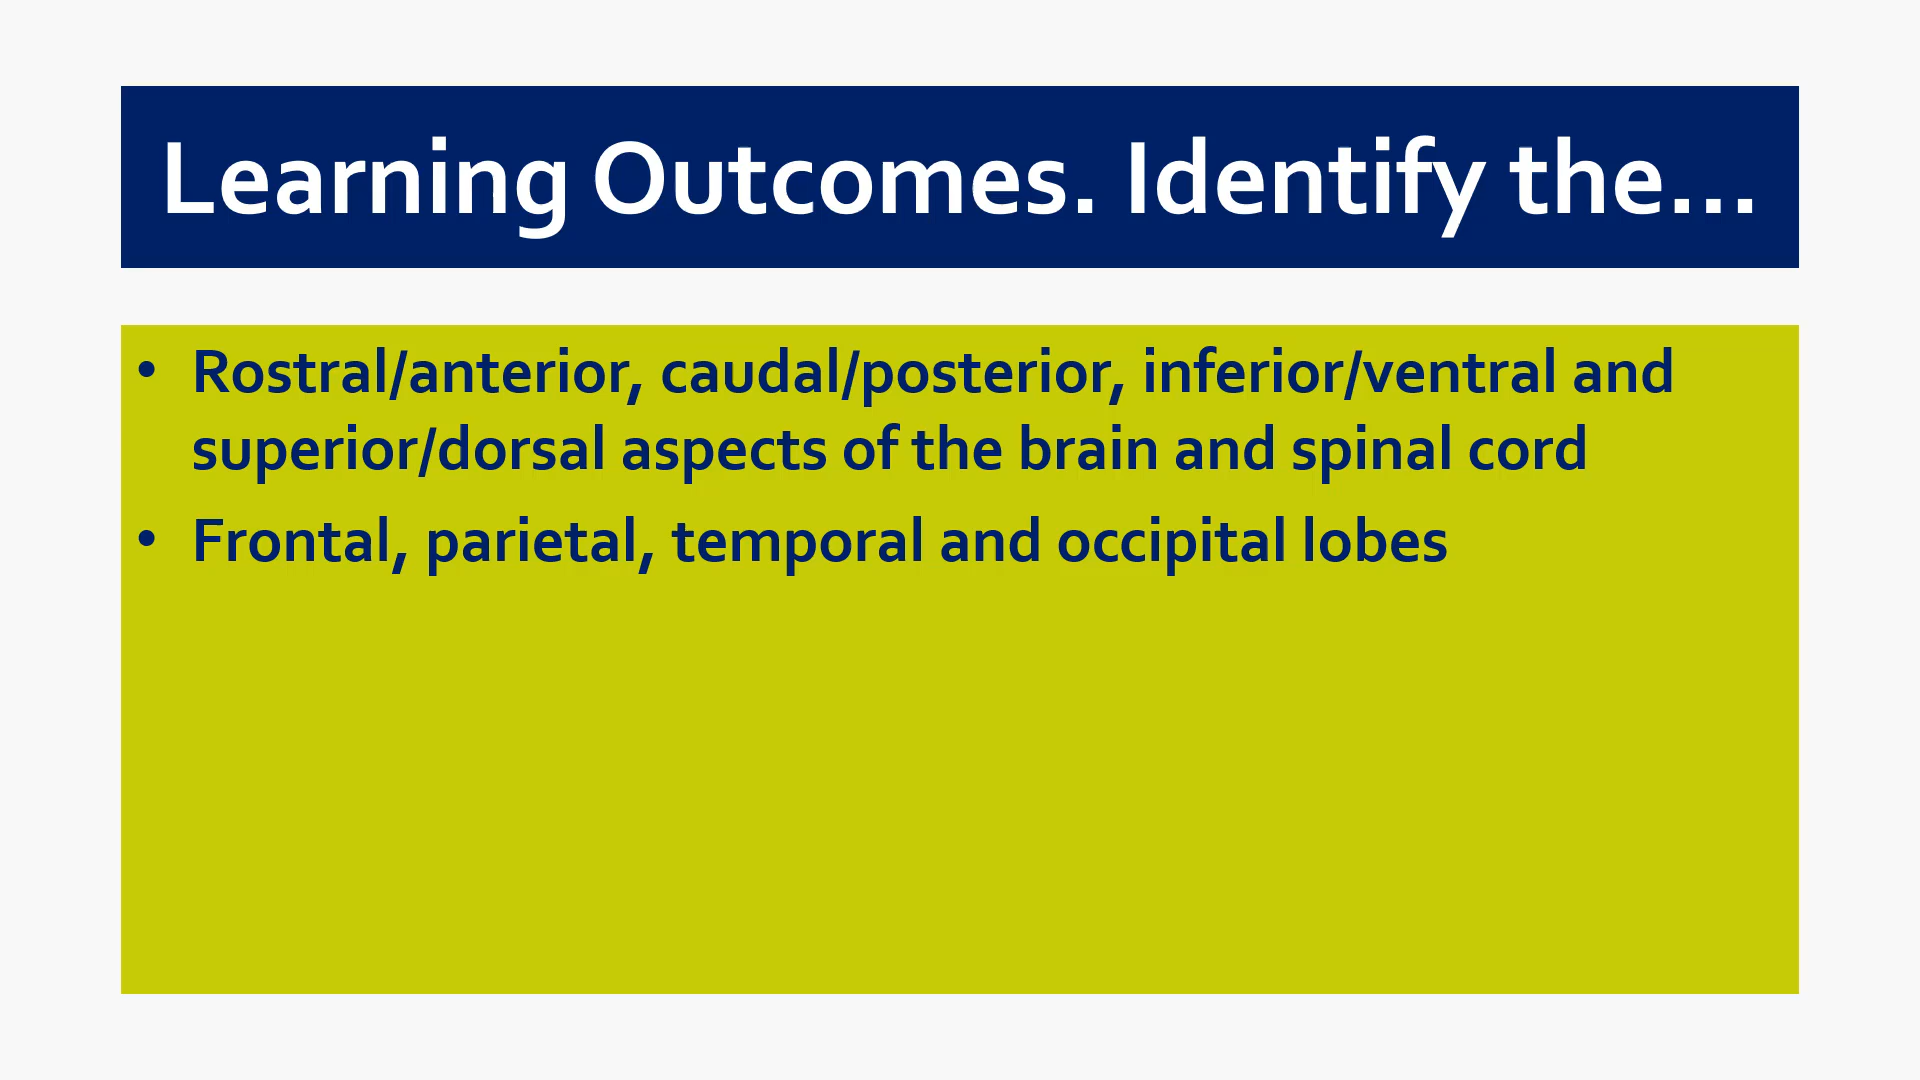 Learning Outcomes. Identify the...
• Rostral/anterior, caudal/posterior, inferior/ventral and
superior/dorsal aspects of the brain and spinal cord
• Frontal, parietal, temporal and occipital lobes